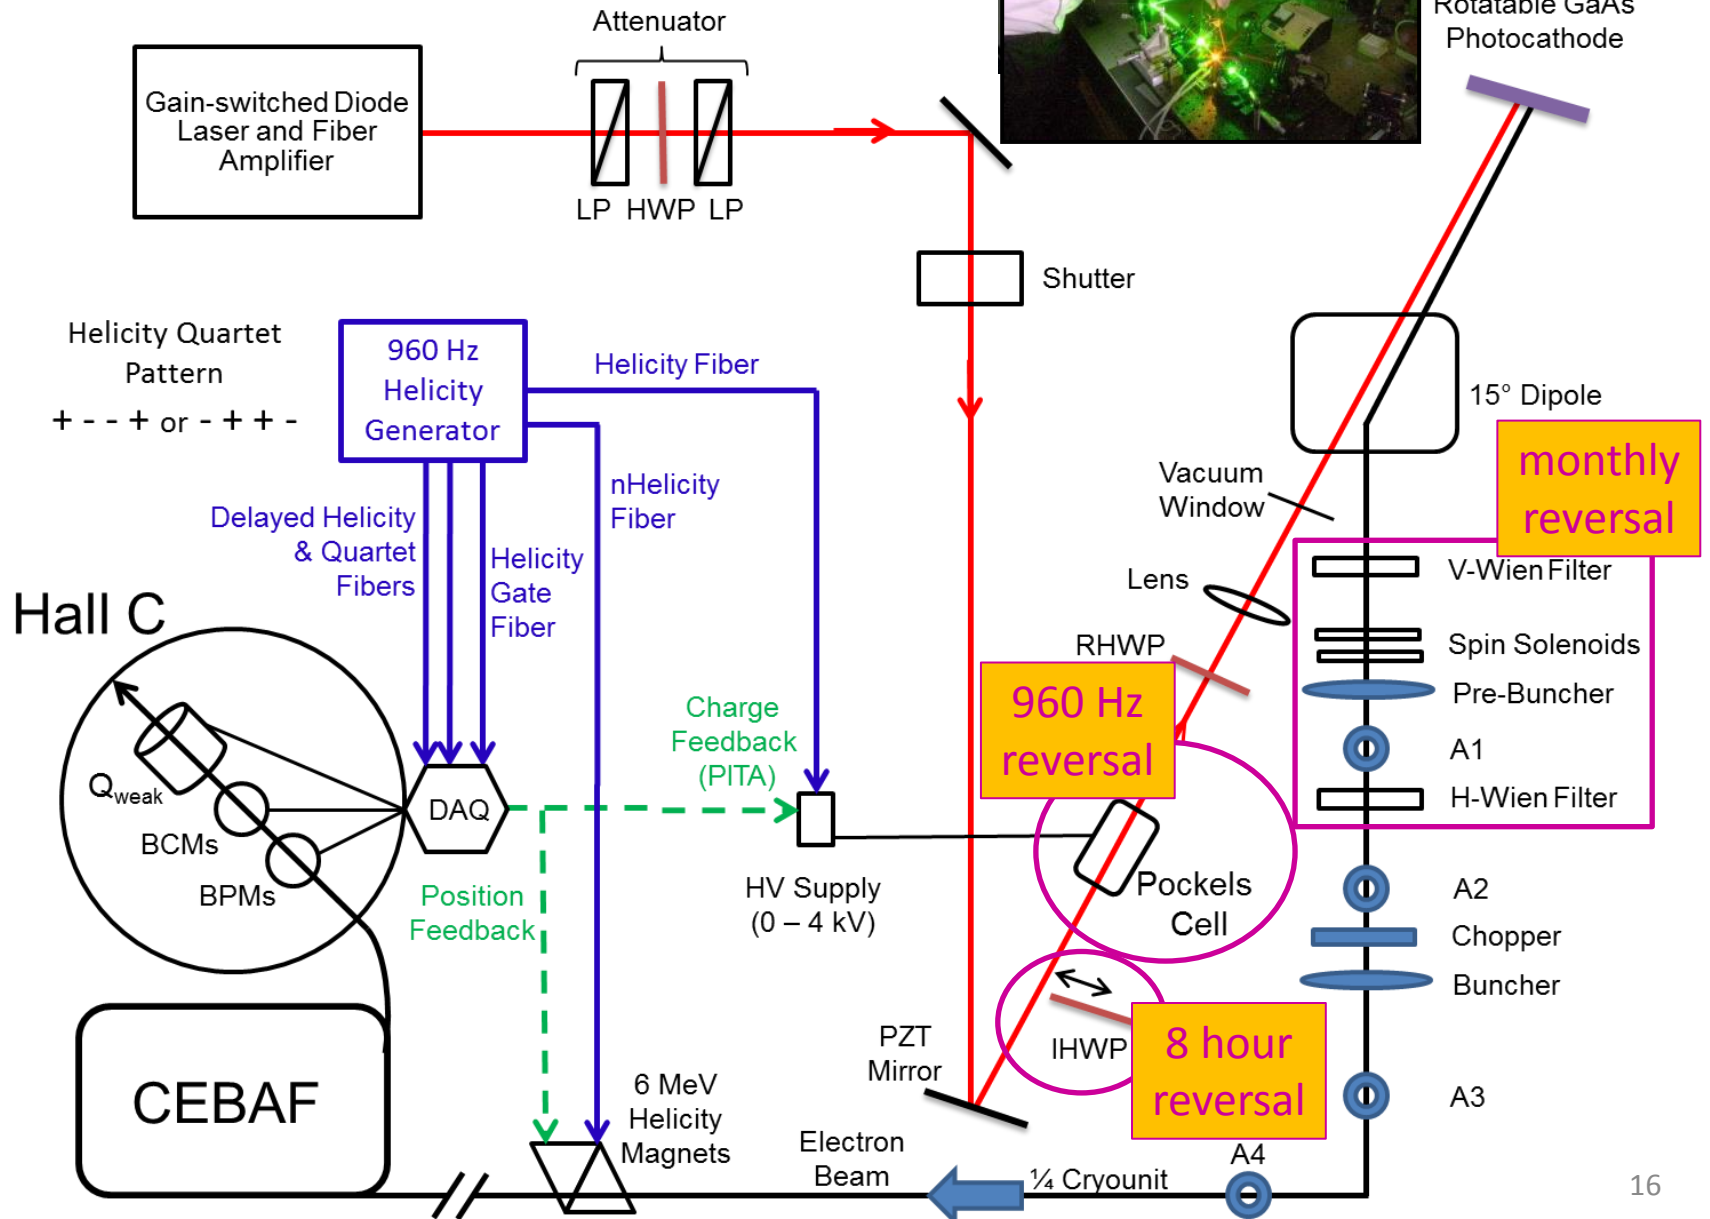 Attenuator
Rotatable GaAs
Photocathode
Gain-switched Diode
Laser and Fiber
Amplifier
LP HWP LP
Shutter
Helicity Quartet
Pattern
+ - - + or - + + -
960 Hz
Helicity
Generator
Helicity Fiber
nHelicity
Fiber
Delayed Helicity
& Quartet
Fibers
Helicity
Gate
Fiber
15° Dipole
monthly
reversal
Vacuum
Window
V-Wien Filter
Lens
Spin Solenoids
RHWP
Pre-Buncher
960 Hz
reversal
A1
H-Wien Filter
Hall C
Qweak
BCMs
BPMs
DAQ
Charge
Feedback
(PITA)
Position
Feedback
HV Supply
(0 – 4 kV)
Pockels
Cell
A2
Chopper
Buncher
PZT
Mirror
IHWP
8 hour
reversal
A3
CEBAF
6 MeV
Helicity
Magnets
Electron
Beam
¼ Cryounit
A4
16